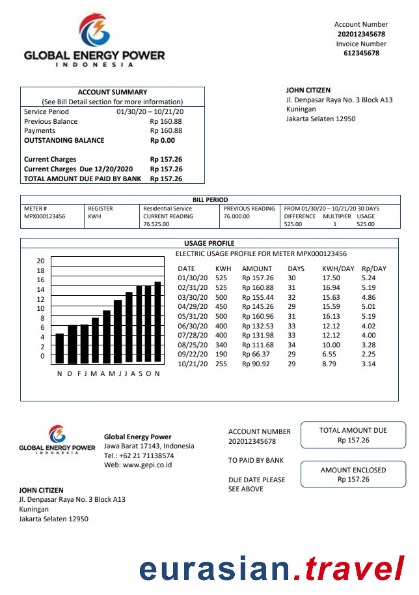 GLOBAL ENERGY POWER
INDONESIA
Account Number
202012345678
Invoice Number
612345678
ACCOUNT SUMMARY
(See Bill Detail section for more information)
Service Period 01/30/20 – 10/21/20
Previous Balance Rp 160.88
Payments Rp 160.88
OUTSTANDING BALANCE Rp 0.00
Current Charges Rp 157.26
Current Charges Due 12/20/2020 Rp 157.26
TOTAL AMOUNT DUE PAID BY BANK Rp 157.26
JOHN CITIZEN
Jl. Denpasar Raya No. 3 Block A13
Kuningan
Jakarta Selaten 12950
BILL PERIOD
METER# REGISTER Residential Service PREVIOUS READING FROM 01/30/20 – 10/21/20 30 DAYS
MPX000123456 KWH CURRENT READING 76.000.00 DIFFERENCE MULTIPIER USAGE
76.525.00 525.00 1 525.00
USAGE PROFILE
ELECTRIC USAGE PROFILE FOR METER MPX000123456
20
18
16
14
12
10
8
6
4
2
0
N D F J M A M J J A S O N
DATE KWH AMOUNT DAYS KWH/DAY Rp/DAY
01/30/20 525 Rp 157.26 30 17.50 5.24
02/31/20 525 Rp 160.88 31 16.94 5.19
03/30/20 500 Rp 155.44 32 15.63 4.86
04/29/20 450 Rp 145.26 29 15.59 5.01
05/31/20 500 Rp 160.96 31 16.13 5.19
06/30/20 400 Rp 132.53 33 12.12 4.02
07/28/20 400 Rp 131.98 33 12.12 4.00
08/25/20 340 Rp 111.68 34 10.00 3.28
09/22/20 190 Rp 66.37 29 6.55 2.25
10/21/20 255 Rp 90.92 29 8.79 3.14
GLOBAL ENERGY POWER
INDONESIA
Global Energy Power
Jawa Barat 17143, Indonesia
Tel.: +62 21 71138574
Web: www.gepi.co.id
JOHN CITIZEN
Jl. Denpasar Raya No. 3 Block A13
Kuningan
Jakarta Selaten 12950
ACCOUNT NUMBER
202012345678
TO PAYED BY BANK
DUE DATE PLEASE
SEE ABOVE
TOTAL AMOUNT DUE
Rp 157.26
AMOUNT ENCLOSED
Rp 157.26
eurasian.travel